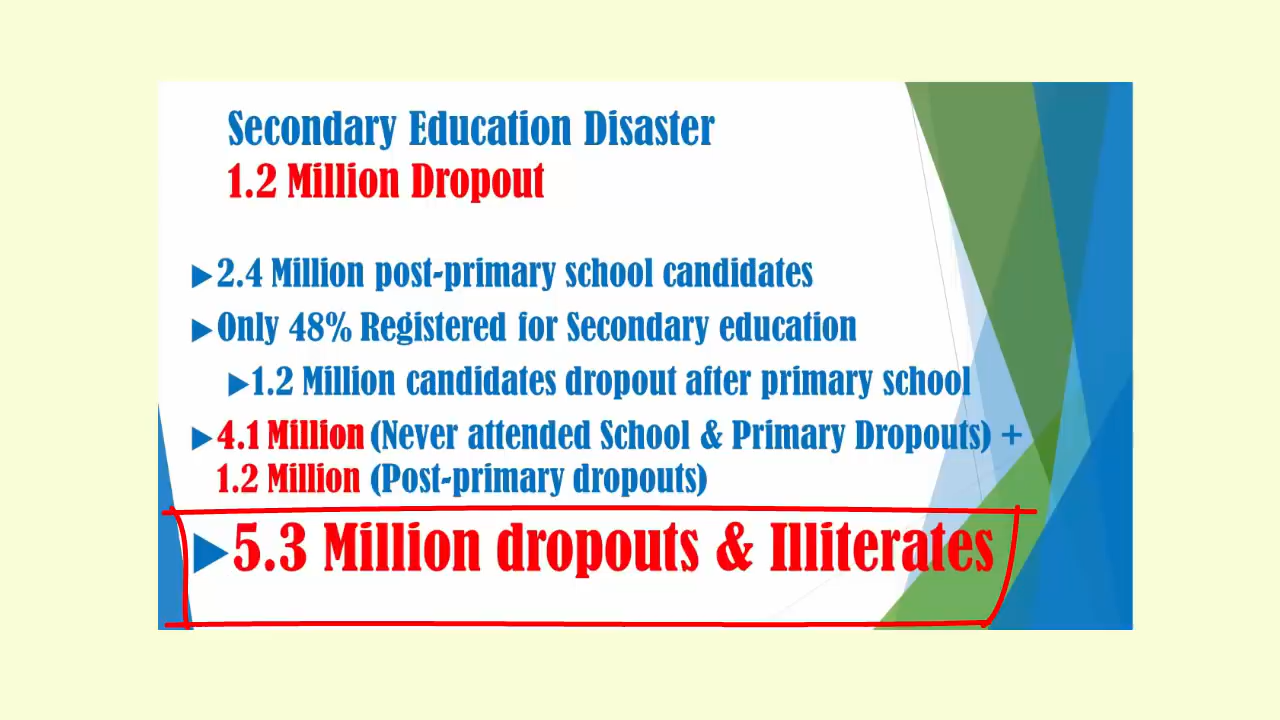 Secondary Education Disaster
1.2 Million Dropout
2.4 Million post-primary school candidates
Only 48% Registered for Secondary education
1.2 Million candidates dropout after primary school
4.1 Million (Never attended School & Primary Dropouts) +
1.2 Million (Post-primary dropouts)
5.3 Million dropouts & Illiterates